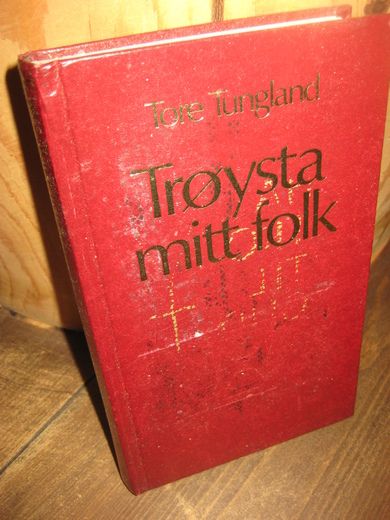 Tore Tungland
Trøysta
mitt folk